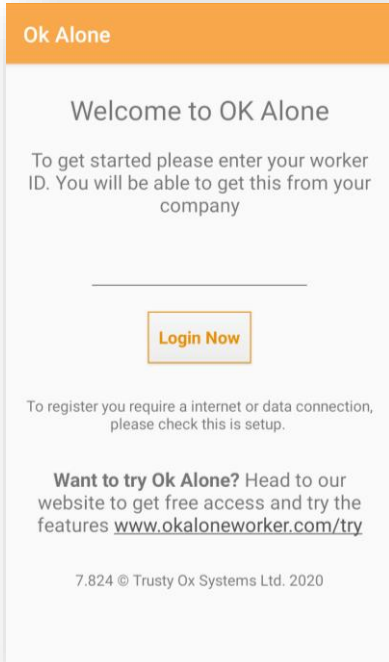 Ok Alone
Welcome to OK Alone
To get started please enter your worker
ID. You will be able to get this from your
company
Login Now
To register you require a internet or data connection,
please check this is setup.
Want to try Ok Alone? Head to our
website to get free access and try the
features www.okaloneworker.com/try
7.824 © Trusty Ox Systems Ltd. 2020